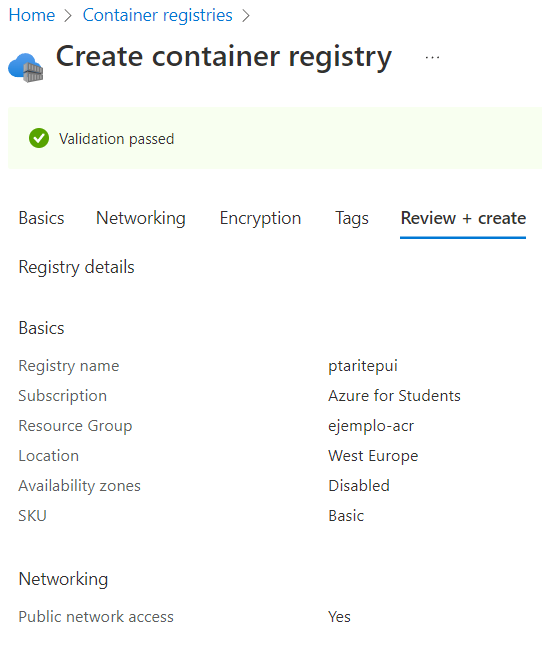 Home > Container registries >
Create container registry ...
Validation passed
Basics Networking Encryption Tags Review + create
Registry details
Basics
Registry name ptaritepui
Subscription Azure for Students
Resource Group ejemplo-acr
Location West Europe
Availability zones Disabled
SKU Basic
Networking
Public network access Yes